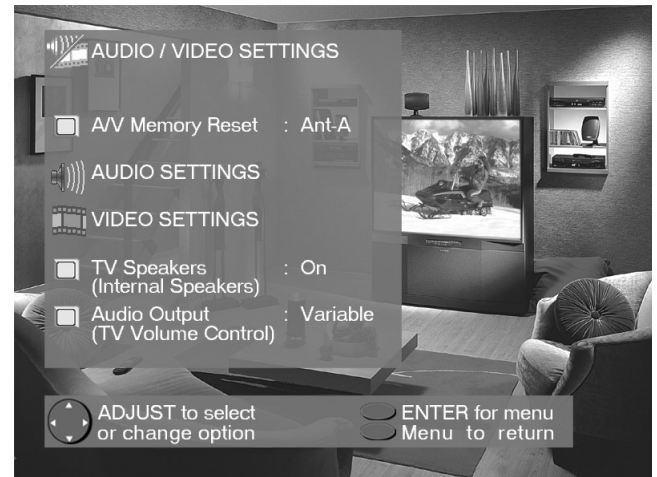 AUDIO / VIDEO SETTINGS
A/V Memory Reset : Ant-A
AUDIO SETTINGS
VIDEO SETTINGS
TV Speakers : On
(Internal Speakers)
Audio Output : Variable
(TV Volume Control)
ADJUST to select
or change option
ENTER for menu
Menu to return